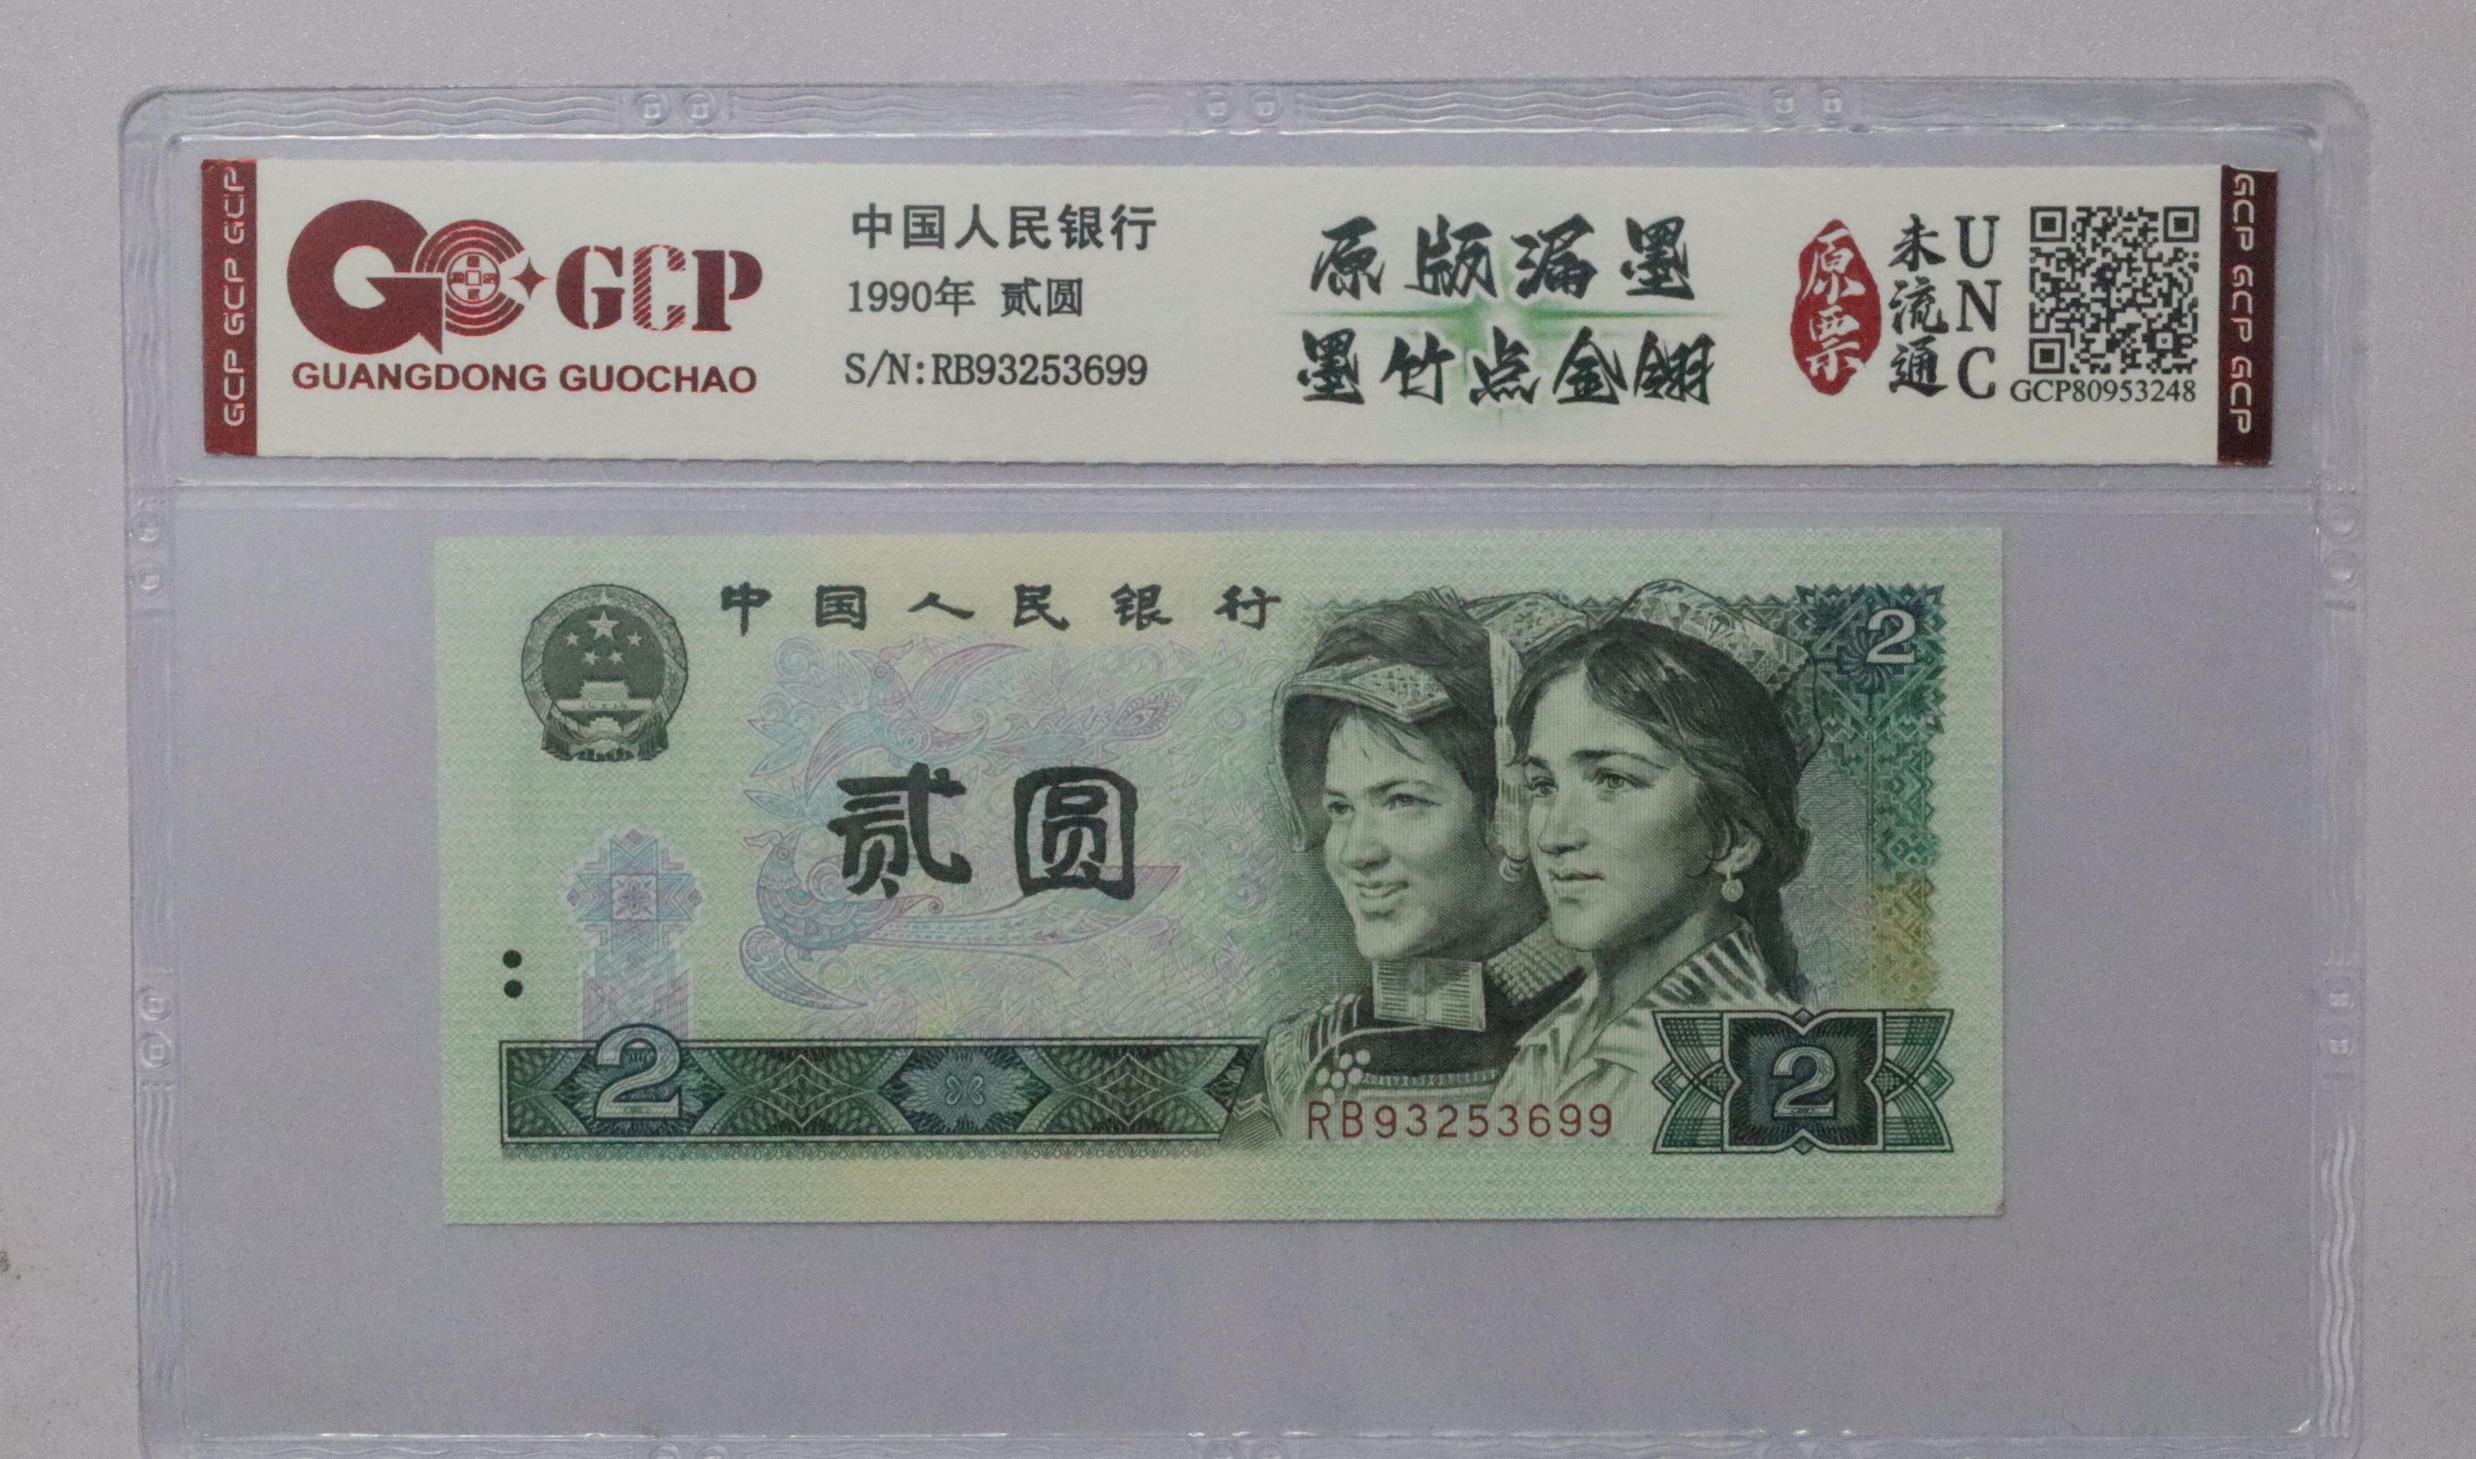 GCP GCP GCP
GCP
GUANGDONG GUOCHAO
中国人民银行
1990年 贰圆
S/N:RB93253699
原版漏墨
墨竹点金翎
原票
未流通
UNC
GCP80953248
GCP GCP GCP
中国人民银行
2
贰圆
2
RB93253699
2